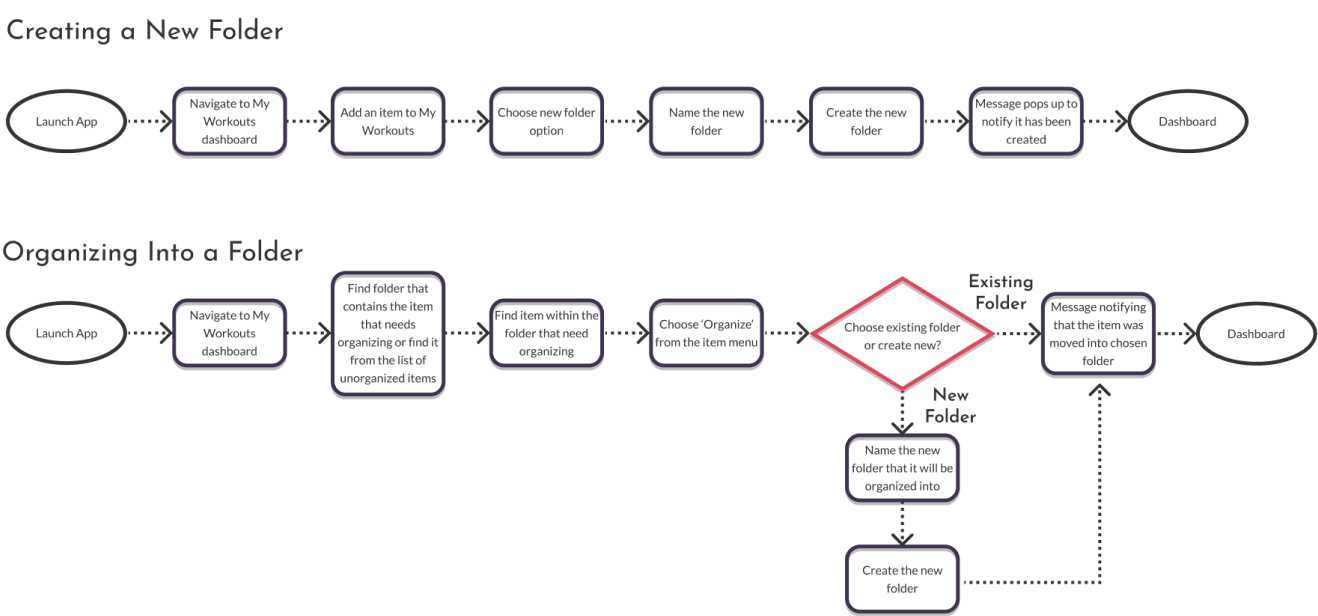 Creating a New Folder
Launch App
Navigate to My
Workouts
dashboard
Add an item to My
Workouts
Choose new folder
option
Name the new
folder
Create the new
folder
Message pops up to
notify it has been
created
Dashboard
Organizing Into a Folder
Launch App
Navigate to My
Workouts
dashboard
Find folder that
contains the item
that needs
organizing or find it
from the list of
unorganized items
Find item within the
folder that need
organizing
Choose ‘Organize’
from the item menu
Choose existing folder
or create new?
Existing
Folder
Message notifying
that the item was
moved into chosen
folder
Dashboard
New
Folder
Name the new
folder that it will be
organized into
Create the new
folder